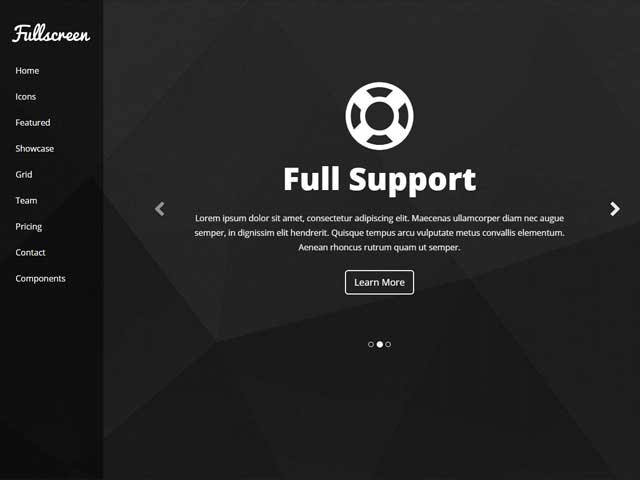 Fullscreen
Home
Icons
Featured
Showcase
Grid
Team
Pricing
Contact
Components
Full Support
Lorem ipsum dolor sit amet, consectetur adipiscing elit. Maecenas ullamcorper diam nec augue
semper, in dignissim elit hendrerit. Quisque tempus arcu vulputate metus convallis elementum.
Aenean rhoncus rutrum quam ut semper.
Learn More